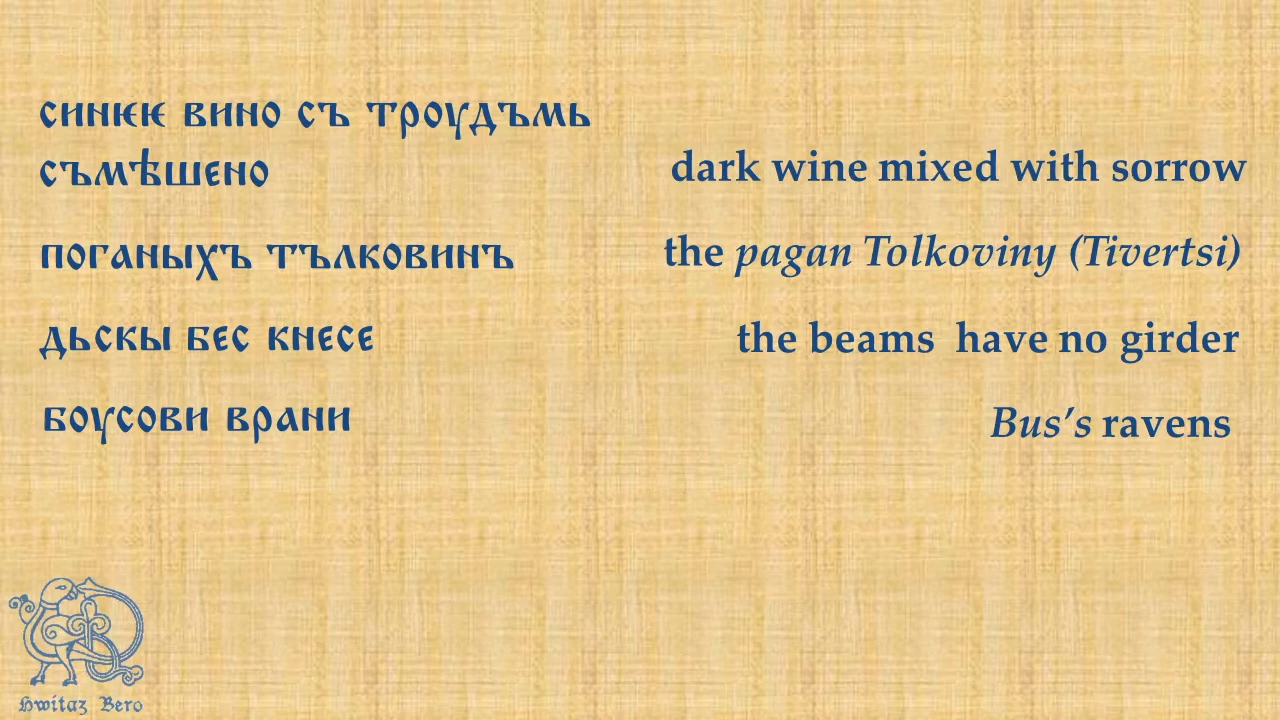 синѥѥ вино съ троудъмь
съмѣшено
dark wine mixed with sorrow
поганыхъ тълковинъ
the pagan Tolkoviny (Tivertsi)
дьскы бес кнесе
the beams have no girder
боусови врани
Bus's ravens
Hwitaz Bero